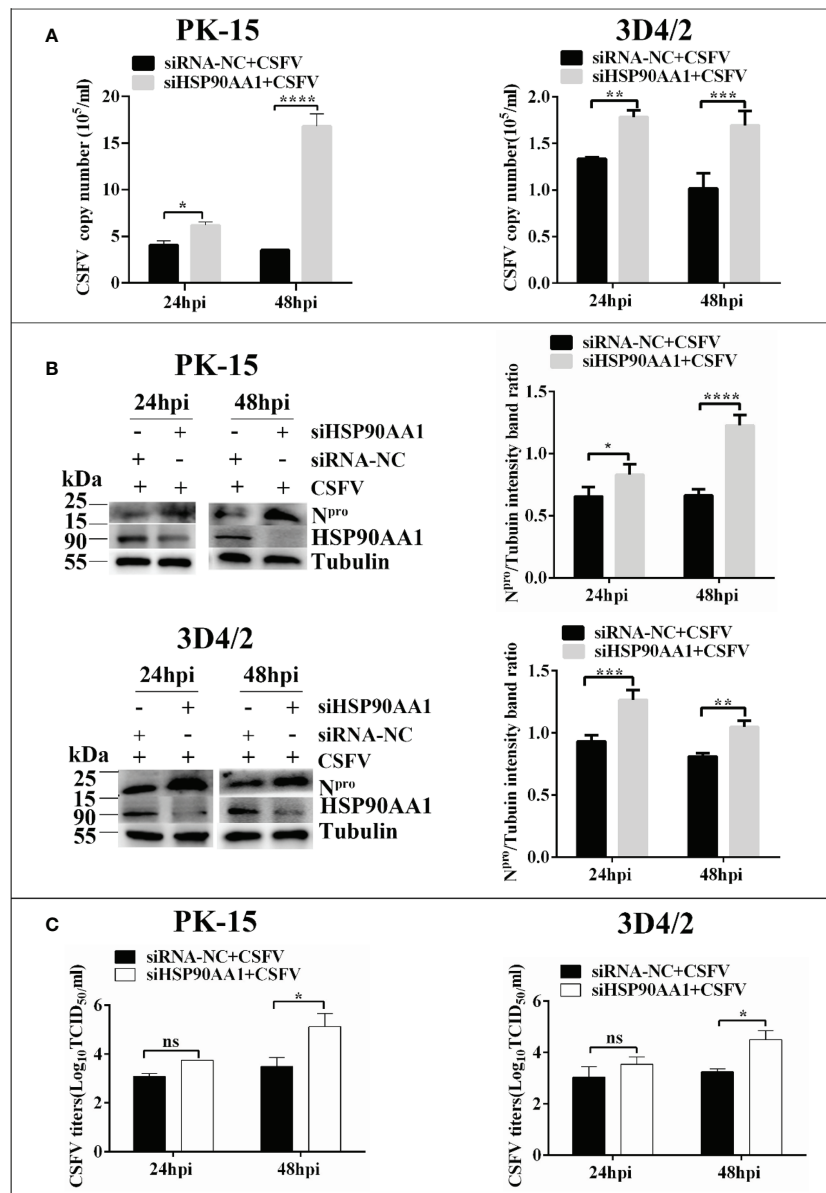 A
PK-15
siRNA-NC+CSFV
siHSP90AA1+CSFV
CSFV copy number (10⁵/ml)
20
15
10
5
0
*
****
24hpi
48hpi
3D4/2
siRNA-NC+CSFV
siHSP90AA1+CSFV
CSFV copy number(10⁵/ml)
2.0
1.5
1.0
0.5
0.0
**
***
24hpi
48hpi
B
PK-15
24hpi
48hpi
- + - + siHSP90AA1
+ - + - siRNA-NC
+ + + + CSFV
kDa
25
15
Nᵖʳᵒ
90
HSP90AA1
55
Tubulin
siRNA-NC+CSFV
siHSP90AA1+CSFV
Nᵖʳᵒ/Tubuin intensity band ratio
1.5
1.0
0.5
0.0
*
****
24hpi
48hpi
3D4/2
24hpi
48hpi
- + - + siHSP90AA1
+ - + - siRNA-NC
+ + + + CSFV
kDa
25
Nᵖʳᵒ
15
90
HSP90AA1
55
Tubulin
siRNA-NC+CSFV
siHSP90AA1+CSFV
Nᵖʳᵒ/Tubuin intensity band ratio
1.5
1.0
0.5
0.0
***
**
24hpi
48hpi
C
PK-15
siRNA-NC+CSFV
siHSP90AA1+CSFV
CSFV titers(Log₁₀TCID₅₀/ml)
6
4
2
0
ns
*
24hpi
48hpi
3D4/2
siRNA-NC+CSFV
siHSP90AA1+CSFV
CSFV titers(Log₁₀TCID₅₀/ml)
6
4
2
0
ns
*
24hpi
48hpi